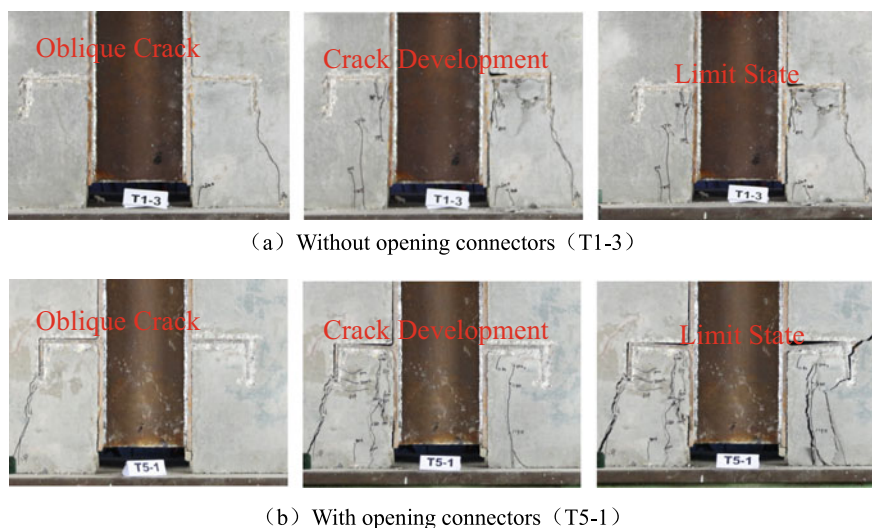 Oblique Crack
Crack Development
Limit State
T1-3
T1-3
T1-3
（a）Without opening connectors（T1-3）
Oblique Crack
Crack Development
Limit State
T5-1
T5-1
T5-1
（b）With opening connectors（T5-1）